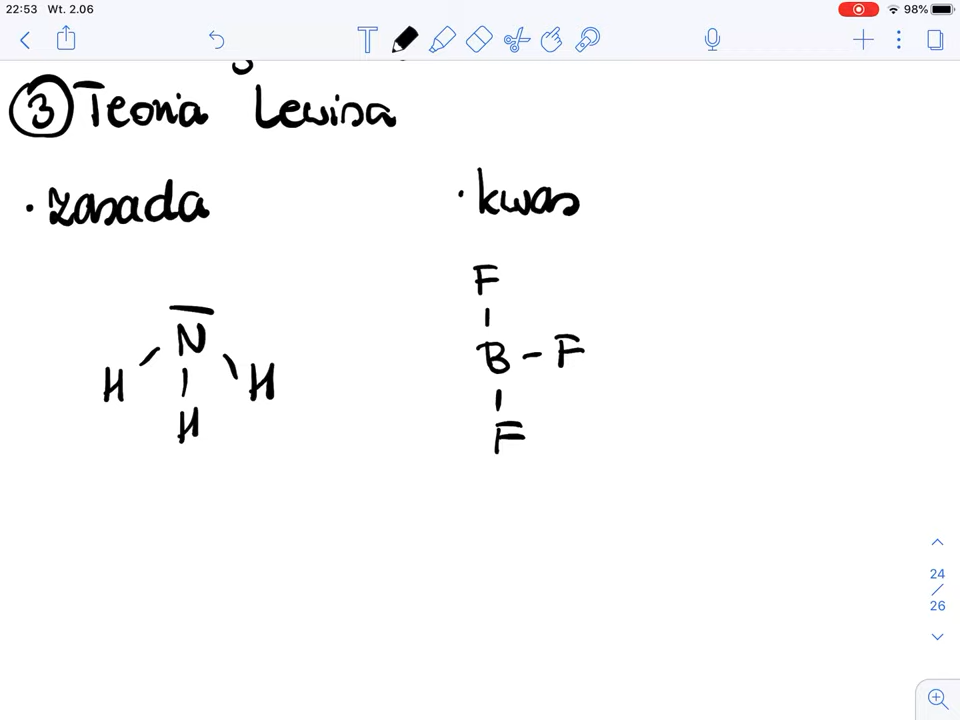 22:53 Wt. 2.06
98%
T
3 Teoria Lewisa
· zasada
· kwas
N
H H
H
F
B - F
F
24
/
26